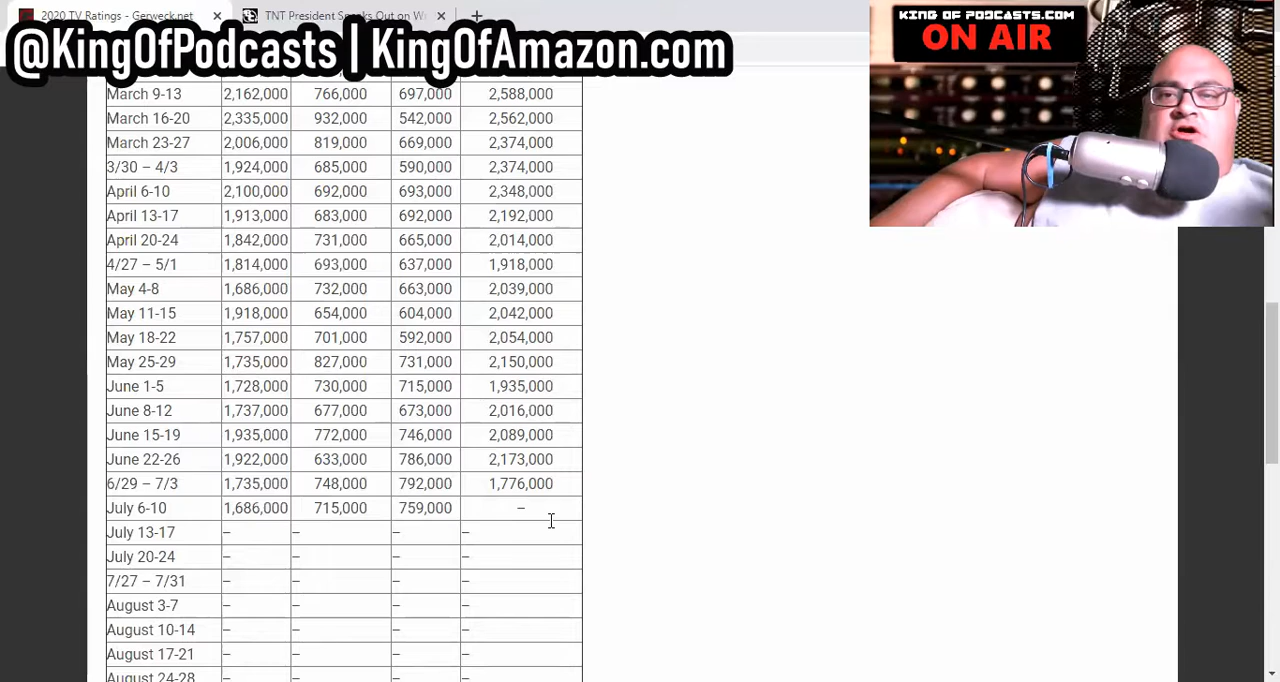 2020 TV Ratings - Gerweck.net
TNT President Speaks Out on W
@KingOfPodcasts | KingOfAmazon.com
KING OF PODCASTS.COM
ON AIR
March 9-13 2,162,000 766,000 697,000 2,588,000
March 16-20 2,335,000 932,000 542,000 2,562,000
March 23-27 2,006,000 819,000 669,000 2,374,000
3/30 – 4/3 1,924,000 685,000 590,000 2,374,000
April 6-10 2,100,000 692,000 693,000 2,348,000
April 13-17 1,913,000 683,000 692,000 2,192,000
April 20-24 1,842,000 731,000 665,000 2,014,000
4/27 – 5/1 1,814,000 693,000 637,000 1,918,000
May 4-8 1,686,000 732,000 663,000 2,039,000
May 11-15 1,918,000 654,000 604,000 2,042,000
May 18-22 1,757,000 701,000 592,000 2,054,000
May 25-29 1,735,000 827,000 731,000 2,150,000
June 1-5 1,728,000 730,000 715,000 1,935,000
June 8-12 1,737,000 677,000 673,000 2,016,000
June 15-19 1,935,000 772,000 746,000 2,089,000
June 22-26 1,922,000 633,000 786,000 2,173,000
6/29 – 7/3 1,735,000 748,000 792,000 1,776,000
July 6-10 1,686,000 715,000 759,000 –
July 13-17 – – – –
July 20-24 – – – –
7/27 – 7/31 – – – –
August 3-7 – – – –
August 10-14 – – – –
August 17-21 – – – –
August 24-28 – – – –